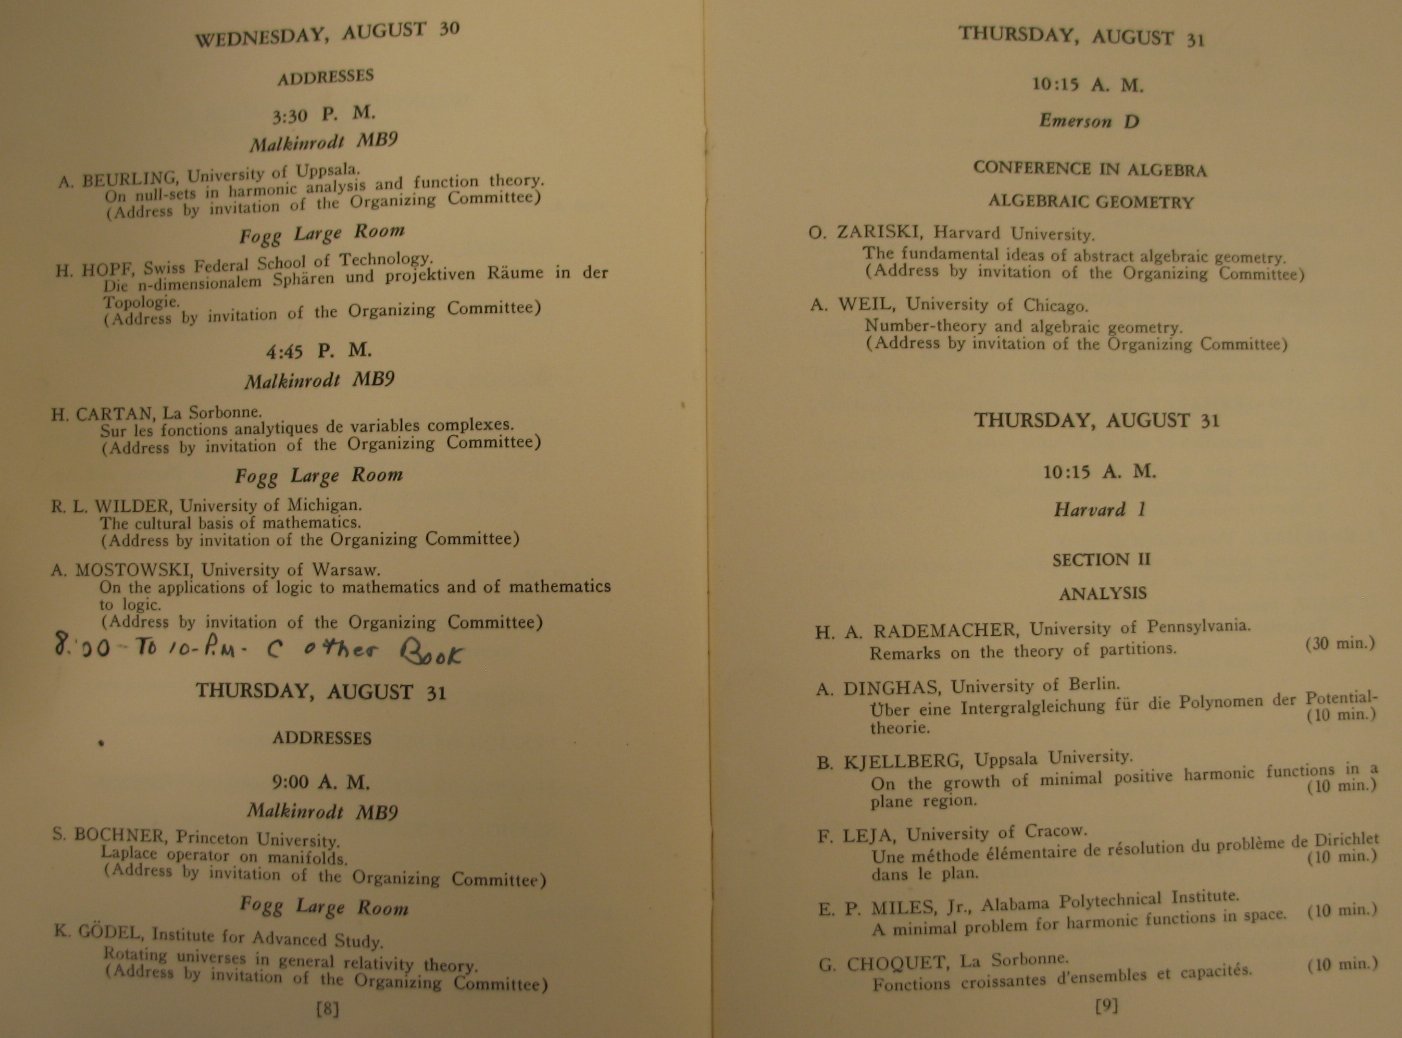 WEDNESDAY, AUGUST 30
ADDRESSES
3:30 P. M.
Malkinrodt MB9
A. BEURLING, University of Uppsala.
On null-sets in harmonic analysis and function theory.
(Address by invitation of the Organizing Committee)
Fogg Large Room
H. HOPF, Swiss Federal School of Technology.
Die n-dimensionalem Sphären und projektiven Räume in der
Topologie.
(Address by invitation of the Organizing Committee)
4:45 P. M.
Malkinrodt MB9
H. CARTAN, La Sorbonne.
Sur les fonctions analytiques de variables complexes.
(Address by invitation of the Organizing Committee)
Fogg Large Room
R. L. WILDER, University of Michigan.
The cultural basis of mathematics.
(Address by invitation of the Organizing Committee)
A. MOSTOWSKI, University of Warsaw.
On the applications of logic to mathematics and of mathematics
to logic.
(Address by invitation of the Organizing Committee)
8:00 - To 10-P.M- C other Book
THURSDAY, AUGUST 31
ADDRESSES
9:00 A. M.
Malkinrodt MB9
S. BOCHNER, Princeton University.
Laplace operator on manifolds.
(Address by invitation of the Organizing Committee)
Fogg Large Room
K. GÖDEL, Institute for Advanced Study.
Rotating universes in general relativity theory.
(Address by invitation of the Organizing Committee)
[8]
THURSDAY, AUGUST 31
10:15 A. M.
Emerson D
CONFERENCE IN ALGEBRA
ALGEBRAIC GEOMETRY
O. ZARISKI, Harvard University.
The fundamental ideas of abstract algebraic geometry.
(Address by invitation of the Organizing Committee)
A. WEIL, University of Chicago.
Number-theory and algebraic geometry.
(Address by invitation of the Organizing Committee)
THURSDAY, AUGUST 31
10:15 A. M.
Harvard 1
SECTION II
ANALYSIS
H. A. RADEMACHER, University of Pennsylvania.
Remarks on the theory of partitions. (30 min.)
A. DINGHAS, University of Berlin.
Über eine Intergralgleichung für die Polynomen der Potential-
theorie. (10 min.)
B. KJELLBERG, Uppsala University.
On the growth of minimal positive harmonic functions in a
plane region. (10 min.)
F. LEJA, University of Cracow.
Une méthode élémentaire de résolution du problème de Dirichlet
dans le plan. (10 min.)
E. P. MILES, Jr., Alabama Polytechnical Institute.
A minimal problem for harmonic functions in space. (10 min.)
G. CHOQUET, La Sorbonne.
Fonctions croissantes d'ensembles et capacités. (10 min.)
[9]